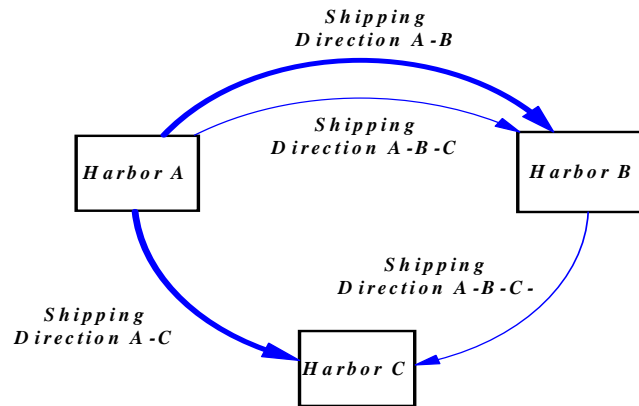 Shipping
Direction A-B
Shipping
Direction A-B-C
Harbor A
Harbor B
Shipping
Direction A-B-C-
Shipping
Direction A-C
Harbor C